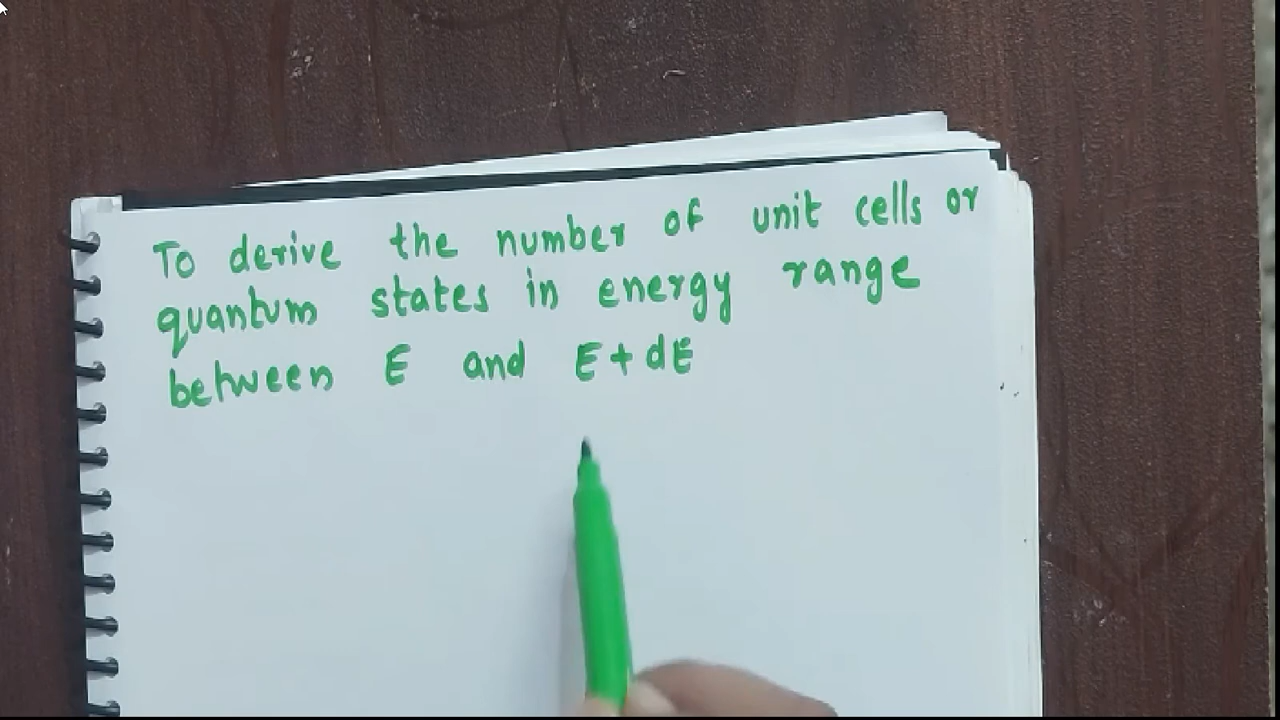 To derive the number of unit cells or
quantum states in energy range
between E and E + dE